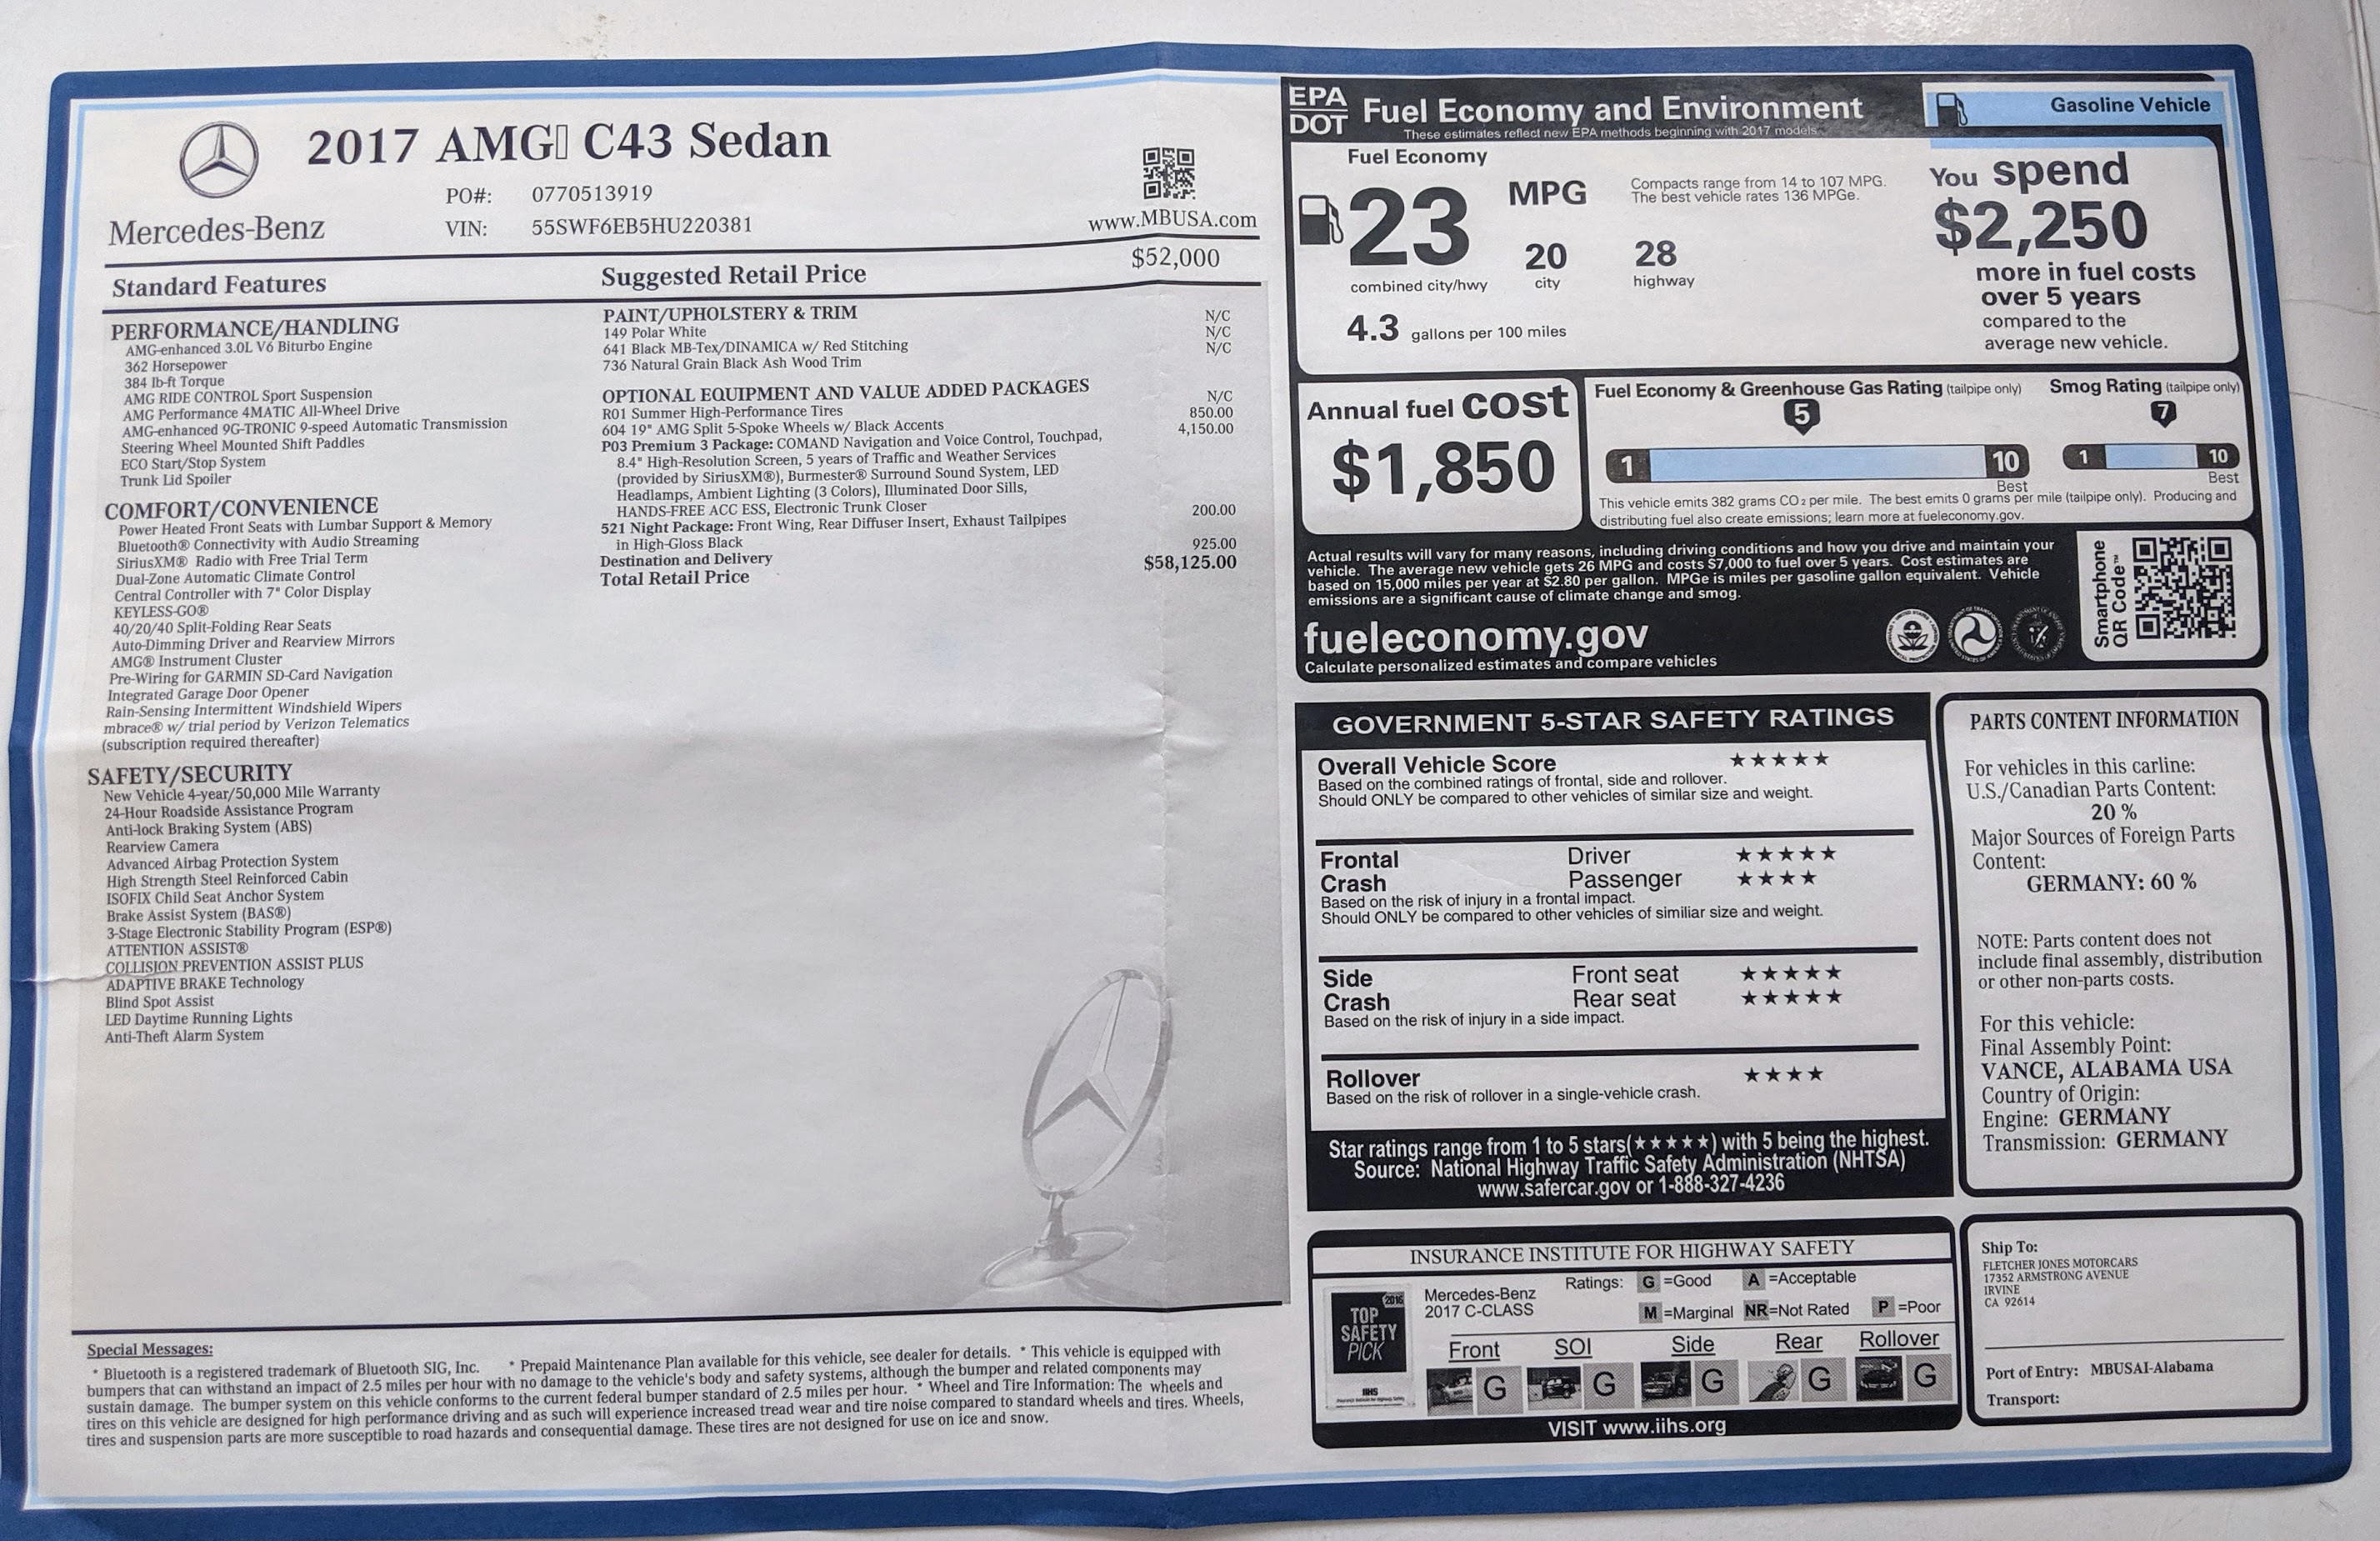 2017 AMG▯ C43 Sedan
PO#: 0770513919
VIN: 55SWF6EB5HU220381
Mercedes-Benz
www.MBUSA.com
Standard Features
PERFORMANCE/HANDLING
AMG-enhanced 3.0L V6 Biturbo Engine
362 Horsepower
384 lb-ft Torque
AMG RIDE CONTROL Sport Suspension
AMG Performance 4MATIC All-Wheel Drive
AMG-enhanced 9G-TRONIC 9-speed Automatic Transmission
Steering Wheel Mounted Shift Paddles
ECO Start/Stop System
Trunk Lid Spoiler
COMFORT/CONVENIENCE
Power Heated Front Seats with Lumbar Support & Memory
Bluetooth® Connectivity with Audio Streaming
SiriusXM® Radio with Free Trial Term
Dual-Zone Automatic Climate Control
Central Controller with 7" Color Display
KEYLESS-GO®
40/20/40 Split-Folding Rear Seats
Auto-Dimming Driver and Rearview Mirrors
AMG® Instrument Cluster
Pre-Wiring for GARMIN SD-Card Navigation
Integrated Garage Door Opener
Rain-Sensing Intermittent Windshield Wipers
mbrace® w/ trial period by Verizon Telematics
(subscription required thereafter)
SAFETY/SECURITY
New Vehicle 4-year/50,000 Mile Warranty
24-Hour Roadside Assistance Program
Anti-lock Braking System (ABS)
Rearview Camera
Advanced Airbag Protection System
High Strength Steel Reinforced Cabin
ISOFIX Child Seat Anchor System
Brake Assist System (BAS®)
3-Stage Electronic Stability Program (ESP®)
ATTENTION ASSIST®
COLLISION PREVENTION ASSIST PLUS
ADAPTIVE BRAKE Technology
Blind Spot Assist
LED Daytime Running Lights
Anti-Theft Alarm System
Suggested Retail Price $52,000
PAINT/UPHOLSTERY & TRIM
149 Polar White N/C
641 Black MB-Tex/DINAMICA w/ Red Stitching N/C
736 Natural Grain Black Ash Wood Trim N/C
OPTIONAL EQUIPMENT AND VALUE ADDED PACKAGES
R01 Summer High-Performance Tires N/C
604 19" AMG Split 5-Spoke Wheels w/ Black Accents 850.00
P03 Premium 3 Package: COMAND Navigation and Voice Control, Touchpad, 4,150.00
8.4" High-Resolution Screen, 5 years of Traffic and Weather Services
(provided by SiriusXM®), Burmester® Surround Sound System, LED
Headlamps, Ambient Lighting (3 Colors), Illuminated Door Sills,
HANDS-FREE ACC ESS, Electronic Trunk Closer
521 Night Package: Front Wing, Rear Diffuser Insert, Exhaust Tailpipes 200.00
in High-Gloss Black
Destination and Delivery 925.00
Total Retail Price $58,125.00
Special Messages:
* Bluetooth is a registered trademark of Bluetooth SIG, Inc. * Prepaid Maintenance Plan available for this vehicle, see dealer for details. * This vehicle is equipped with
bumpers that can withstand an impact of 2.5 miles per hour with no damage to the vehicle's body and safety systems, although the bumper and related components may
sustain damage. The bumper system on this vehicle conforms to the current federal bumper standard of 2.5 miles per hour. * Wheel and Tire Information: The wheels and
tires on this vehicle are designed for high performance driving and as such will experience increased tread wear and tire noise compared to standard wheels and tires. Wheels,
tires and suspension parts are more susceptible to road hazards and consequential damage. These tires are not designed for use on ice and snow.
EPA
DOT
Fuel Economy and Environment
These estimates reflect new EPA methods beginning with 2017 models.
Gasoline Vehicle
Fuel Economy
23 MPG
combined city/hwy
20
city
28
highway
Compacts range from 14 to 107 MPG.
The best vehicle rates 136 MPGe.
4.3 gallons per 100 miles
You spend
$2,250
more in fuel costs
over 5 years
compared to the
average new vehicle.
Annual fuel cost
$1,850
Fuel Economy & Greenhouse Gas Rating (tailpipe only)
5
1
10
Best
Smog Rating (tailpipe only)
7
1
10
Best
This vehicle emits 382 grams CO2 per mile. The best emits 0 grams per mile (tailpipe only). Producing and
distributing fuel also create emissions; learn more at fueleconomy.gov.
Actual results will vary for many reasons, including driving conditions and how you drive and maintain your
vehicle. The average new vehicle gets 26 MPG and costs $7,000 to fuel over 5 years. Cost estimates are
based on 15,000 miles per year at $2.80 per gallon. MPGe is miles per gasoline gallon equivalent. Vehicle
emissions are a significant cause of climate change and smog.
fueleconomy.gov
Calculate personalized estimates and compare vehicles
Smartphone
QR Code™
GOVERNMENT 5-STAR SAFETY RATINGS
Overall Vehicle Score ★★★★★
Based on the combined ratings of frontal, side and rollover.
Should ONLY be compared to other vehicles of similar size and weight.
Frontal Driver ★★★★★
Crash Passenger ★★★★
Based on the risk of injury in a frontal impact.
Should ONLY be compared to other vehicles of similiar size and weight.
Side Front seat ★★★★★
Crash Rear seat ★★★★★
Based on the risk of injury in a side impact.
Rollover ★★★★
Based on the risk of rollover in a single-vehicle crash.
Star ratings range from 1 to 5 stars(★★★★★) with 5 being the highest.
Source: National Highway Traffic Safety Administration (NHTSA)
www.safercar.gov or 1-888-327-4236
PARTS CONTENT INFORMATION
For vehicles in this carline:
U.S./Canadian Parts Content:
20 %
Major Sources of Foreign Parts
Content:
GERMANY: 60 %
NOTE: Parts content does not
include final assembly, distribution
or other non-parts costs.
For this vehicle:
Final Assembly Point:
VANCE, ALABAMA USA
Country of Origin:
Engine: GERMANY
Transmission: GERMANY
INSURANCE INSTITUTE FOR HIGHWAY SAFETY
2016
TOP
SAFETY
PICK
IIHS
Mercedes-Benz
2017 C-CLASS
Ratings: G =Good A =Acceptable
M =Marginal NR=Not Rated P =Poor
Front SOI Side Rear Rollover
G G G G G
VISIT www.iihs.org
Ship To:
FLETCHER JONES MOTORCARS
17352 ARMSTRONG AVENUE
IRVINE
CA 92614
Port of Entry: MBUSAI-Alabama
Transport: